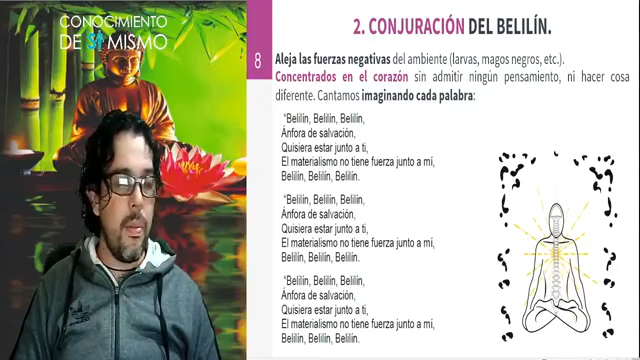 CONOCIMIENTO
DE SÍ MISMO
8
2. CONJURACIÓN DEL BELILÍN.
Aleja las fuerzas negativas del ambiente (larvas, magos negros, etc.).
Concentrados en el corazón sin admitir ningún pensamiento, ni hacer cosa
diferente. Cantamos imaginando cada palabra:
“Belilín, Belilín, Belilín,
Ánfora de salvación,
Quisiera estar junto a ti,
El materialismo no tiene fuerza junto a mí,
Belilín, Belilín, Belilín.
“Belilín, Belilín, Belilín,
Ánfora de salvación,
Quisiera estar junto a ti,
El materialismo no tiene fuerza junto a mí,
Belilín, Belilín, Belilín.
“Belilín, Belilín, Belilín,
Ánfora de salvación,
Quisiera estar junto a ti,
El materialismo no tiene fuerza junto a mí,
Belilín, Belilín, Belilín.